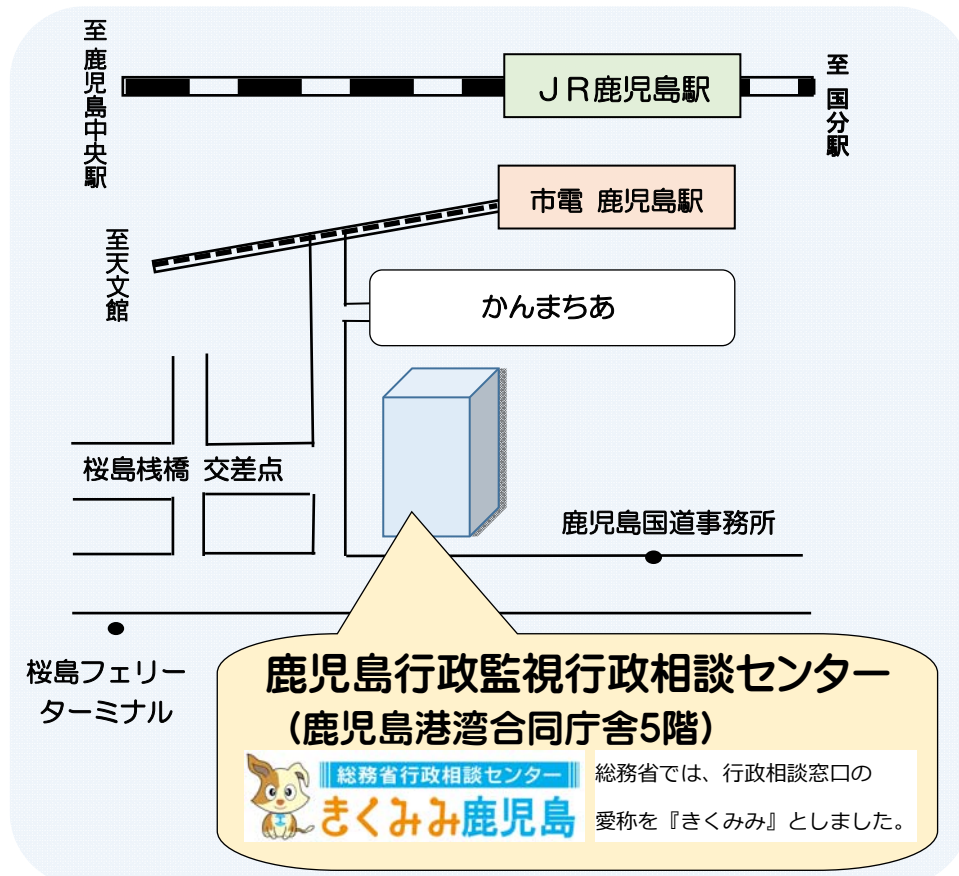 至 鹿児島中央駅
ＪＲ鹿児島駅
至 国分駅
市電 鹿児島駅
至天文館
かんまちあ
桜島桟橋 交差点
鹿児島国道事務所
桜島フェリー
ターミナル
鹿児島行政監視行政相談センター
（鹿児島港湾合同庁舎5階）
総務省行政相談センター
きくみみ鹿児島
総務省では、行政相談窓口の
愛称を『きくみみ』としました。